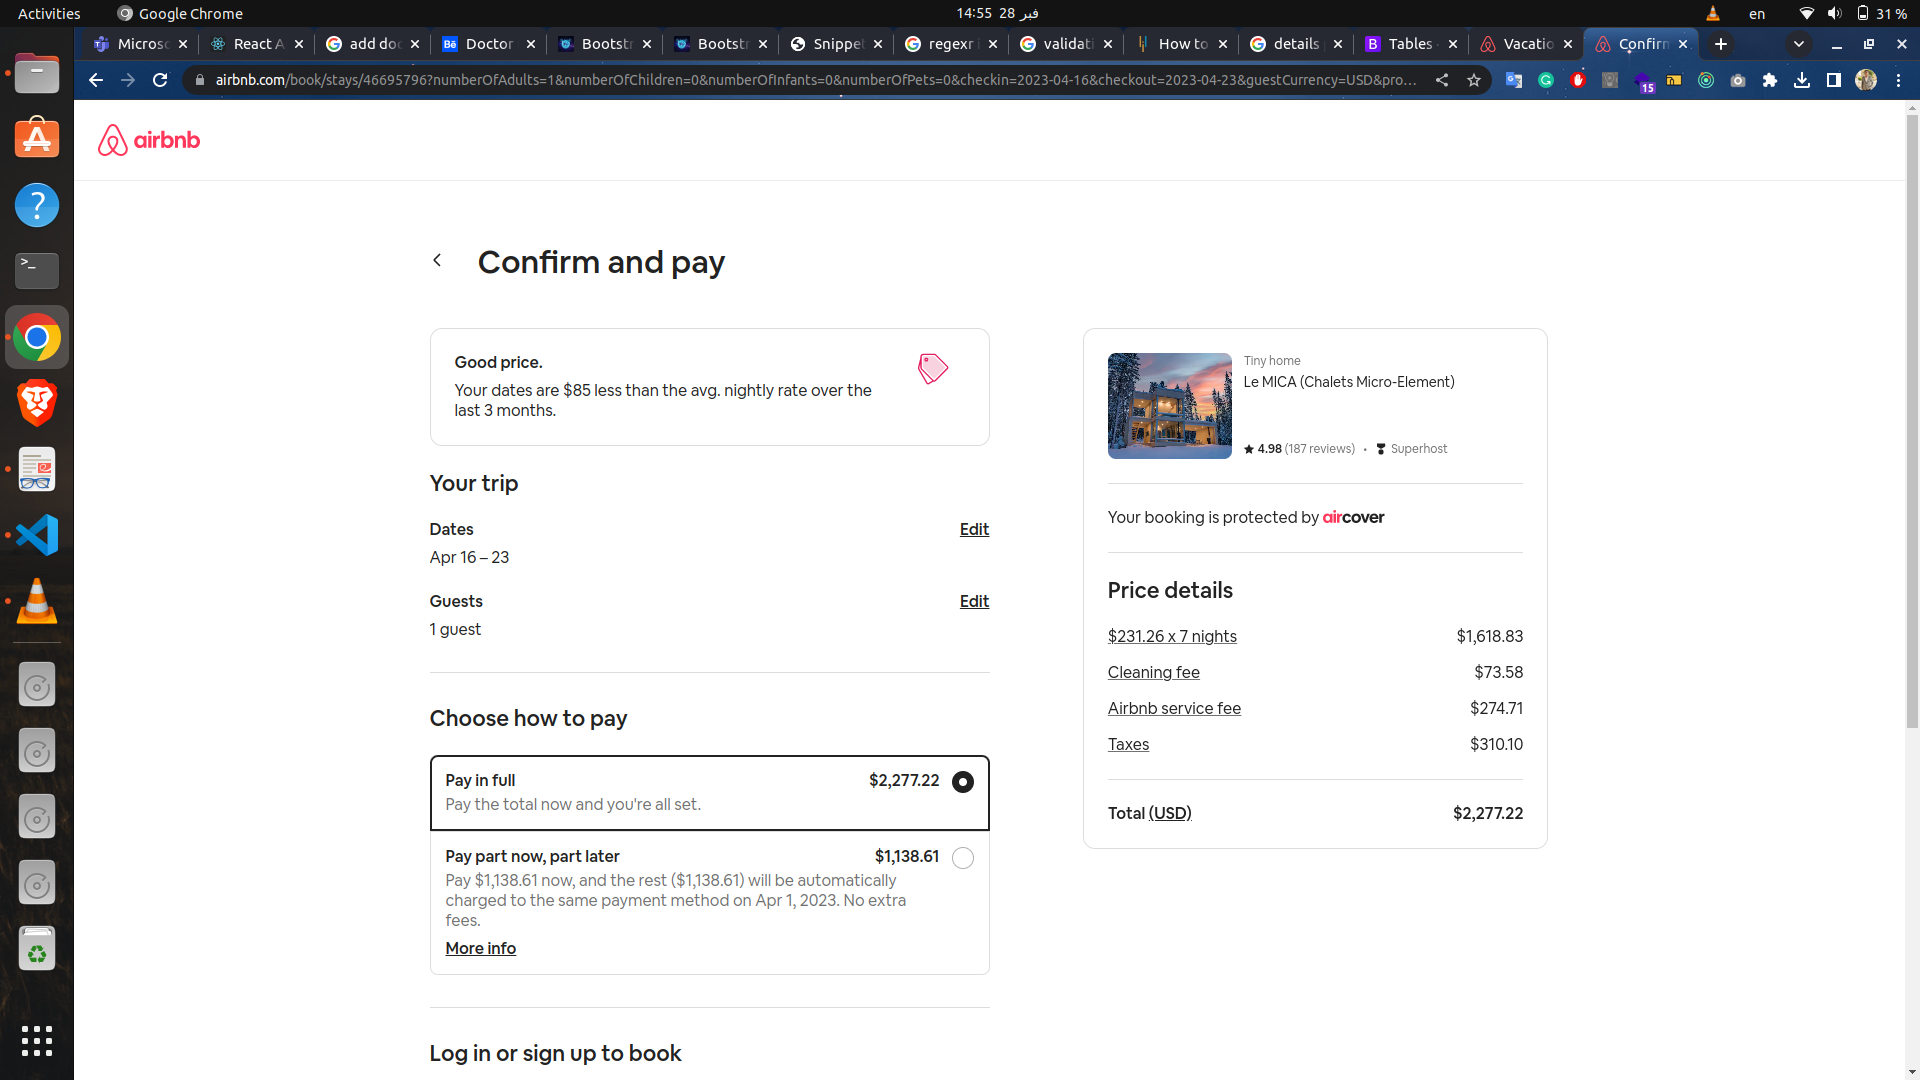 Activities
Google Chrome
14:55 28 فبر
en
31 %
Microso
React A
add doc
Doctor
Bootstr
Bootstr
Snippet
regexr i
validati
How to
details
Tables
Vacatio
Confirm
airbnb.com/book/stays/46695796?numberOfAdults=1&numberOfChildren=0&numberOfInfants=0&numberOfPets=0&checkin=2023-04-16&checkout=2023-04-23&guestCurrency=USD&pro...
15
airbnb
Confirm and pay
Good price.
Your dates are $85 less than the avg. nightly rate over the
last 3 months.
Your trip
Dates
Edit
Apr 16 – 23
Guests
Edit
1 guest
Choose how to pay
Pay in full
$2,277.22
Pay the total now and you're all set.
Pay part now, part later
$1,138.61
Pay $1,138.61 now, and the rest ($1,138.61) will be automatically
charged to the same payment method on Apr 1, 2023. No extra
fees.
More info
Log in or sign up to book
Tiny home
Le MICA (Chalets Micro-Element)
4.98 (187 reviews) • Superhost
Your booking is protected by aircover
Price details
$231.26 x 7 nights
$1,618.83
Cleaning fee
$73.58
Airbnb service fee
$274.71
Taxes
$310.10
Total (USD)
$2,277.22